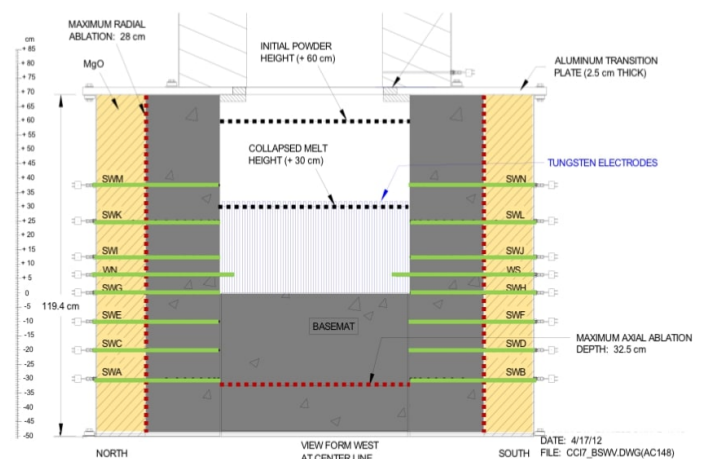 cm
+ 85
+ 80
+ 75
+ 70
+ 65
+ 60
+ 55
+ 50
+ 45
+ 40
+ 35
+ 30
+ 25
+ 20
+ 15
+ 10
+ 5
0
-5
-10
-15
-20
-25
-30
-35
-40
-45
-50
119.4 cm
MAXIMUM RADIAL
ABLATION: 28 cm
MgO
INITIAL POWDER
HEIGHT (+ 60 cm)
ALUMINUM TRANSITION
PLATE (2.5 cm THICK)
COLLAPSED MELT
HEIGHT (+ 30 cm)
TUNGSTEN ELECTRODES
SWM
SWK
SWI
WN
SWG
SWE
SWC
SWA
SWN
SWL
SWJ
WS
SWH
SWF
SWD
SWB
BASEMAT
MAXIMUM AXIAL ABLATION
DEPTH: 32.5 cm
NORTH
VIEW FORM WEST
AT CENTER LINE
SOUTH
DATE: 4/17/12
FILE: CCI7_BSWV.DWG(AC148)